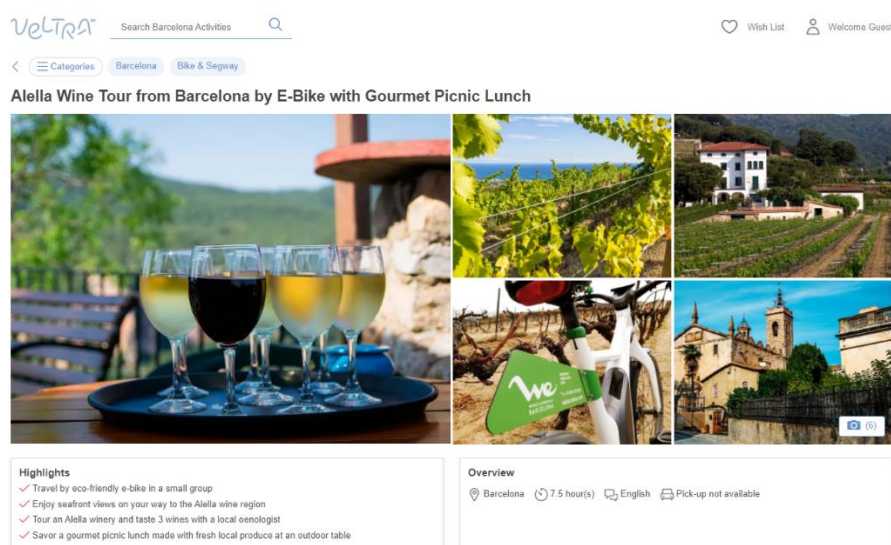 VELTRA
Search Barcelona Activities
Wish List
Welcome Guest
Categories
Barcelona
Bike & Segway
Alella Wine Tour from Barcelona by E-Bike with Gourmet Picnic Lunch
We
BARCELONA
(6)
Highlights
Travel by eco-friendly e-bike in a small group
Enjoy seafront views on your way to the Alella wine region
Tour an Alella winery and taste 3 wines with a local oenologist
Savor a gourmet picnic lunch made with fresh local produce at an outdoor table
Overview
Barcelona 7.5 hour(s) English Pick-up not available